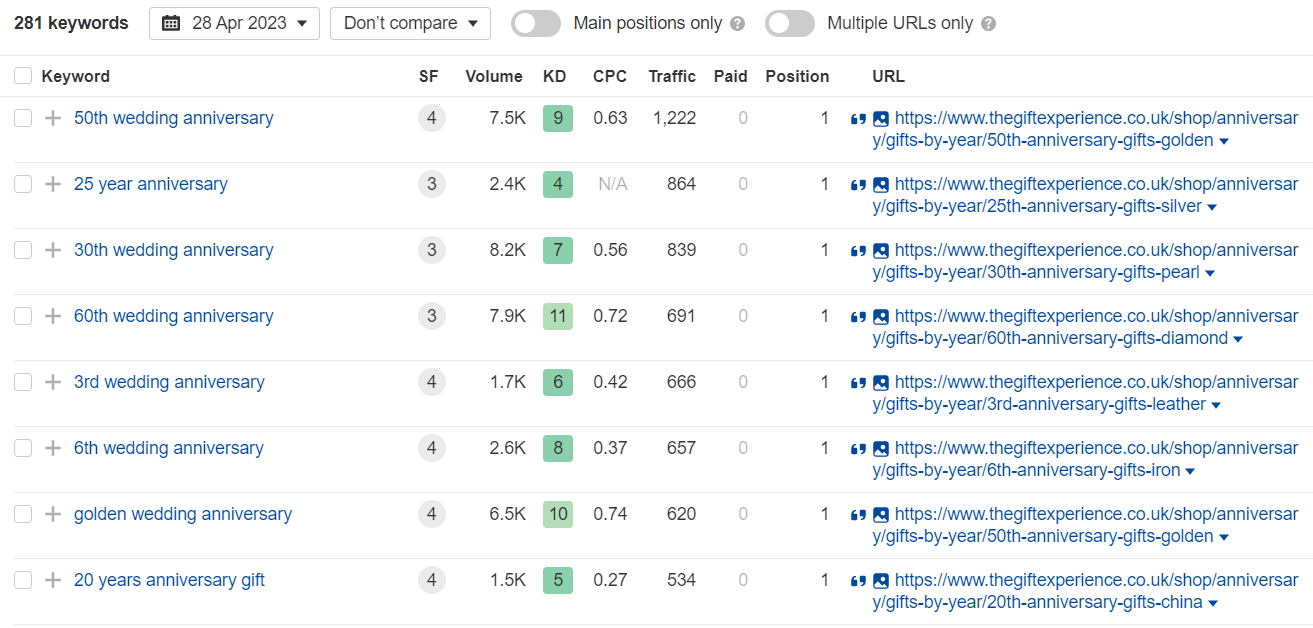 281 keywords 28 Apr 2023 Don't compare Main positions only ? Multiple URLs only ?
Keyword SF Volume KD CPC Traffic Paid Position URL
50th wedding anniversary 4 7.5K 9 0.63 1,222 0 1 https://www.thegiftexperience.co.uk/shop/anniversar
y/gifts-by-year/50th-anniversary-gifts-golden
25 year anniversary 3 2.4K 4 N/A 864 0 1 https://www.thegiftexperience.co.uk/shop/anniversar
y/gifts-by-year/25th-anniversary-gifts-silver
30th wedding anniversary 3 8.2K 7 0.56 839 0 1 https://www.thegiftexperience.co.uk/shop/anniversar
y/gifts-by-year/30th-anniversary-gifts-pearl
60th wedding anniversary 3 7.9K 11 0.72 691 0 1 https://www.thegiftexperience.co.uk/shop/anniversar
y/gifts-by-year/60th-anniversary-gifts-diamond
3rd wedding anniversary 4 1.7K 6 0.42 666 0 1 https://www.thegiftexperience.co.uk/shop/anniversar
y/gifts-by-year/3rd-anniversary-gifts-leather
6th wedding anniversary 4 2.6K 8 0.37 657 0 1 https://www.thegiftexperience.co.uk/shop/anniversar
y/gifts-by-year/6th-anniversary-gifts-iron
golden wedding anniversary 4 6.5K 10 0.74 620 0 1 https://www.thegiftexperience.co.uk/shop/anniversar
y/gifts-by-year/50th-anniversary-gifts-golden
20 years anniversary gift 4 1.5K 5 0.27 534 0 1 https://www.thegiftexperience.co.uk/shop/anniversar
y/gifts-by-year/20th-anniversary-gifts-china